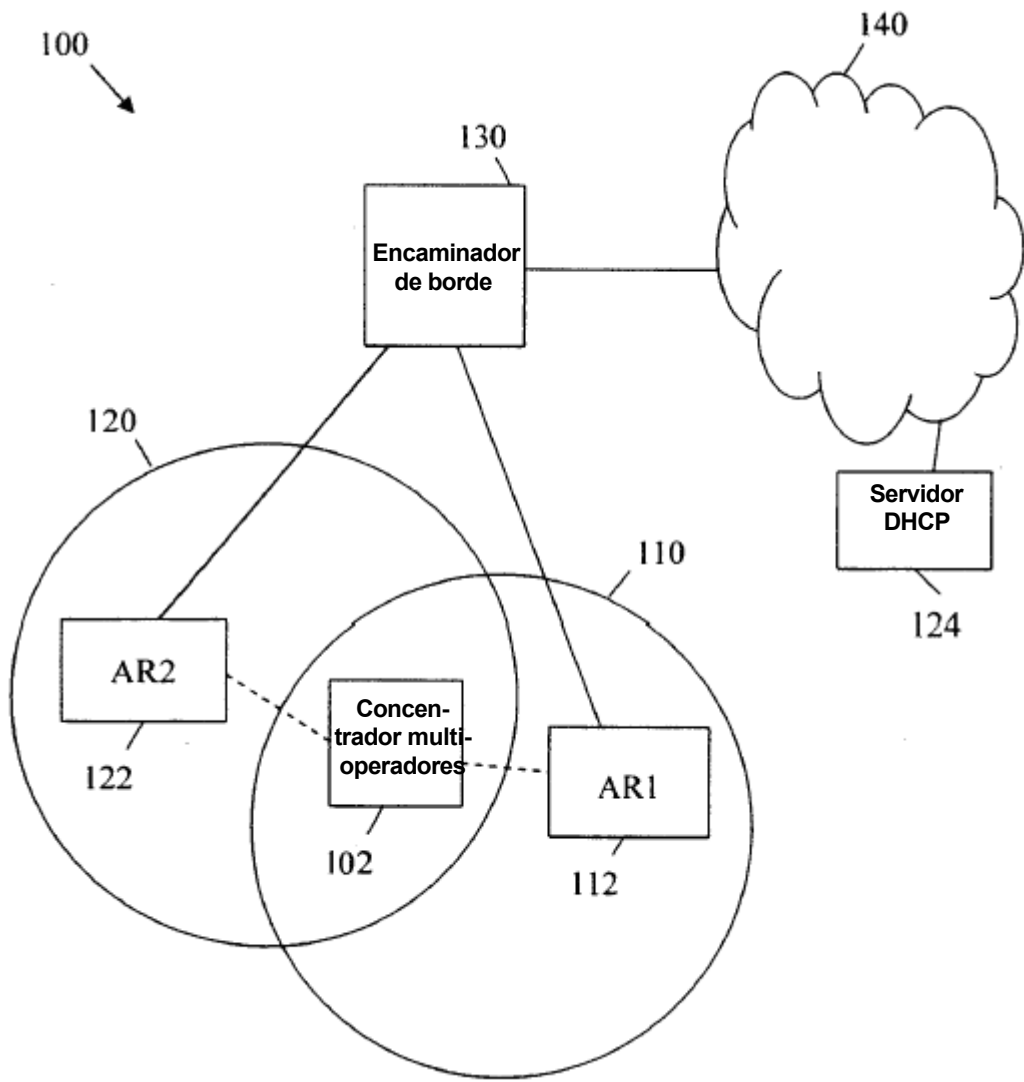 100
140
130
Encaminador
de borde
120
Servidor
DHCP
110
124
AR2
Concen-
trador multi-
operadores
AR1
122
102
112